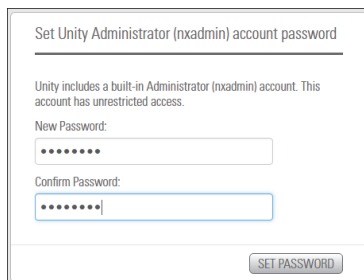 Set Unity Administrator (nxadmin) account password
Unity includes a built-in Administrator (nxadmin) account. This
account has unrestricted access.
New Password:
••••••••
Confirm Password:
••••••••
SET PASSWORD